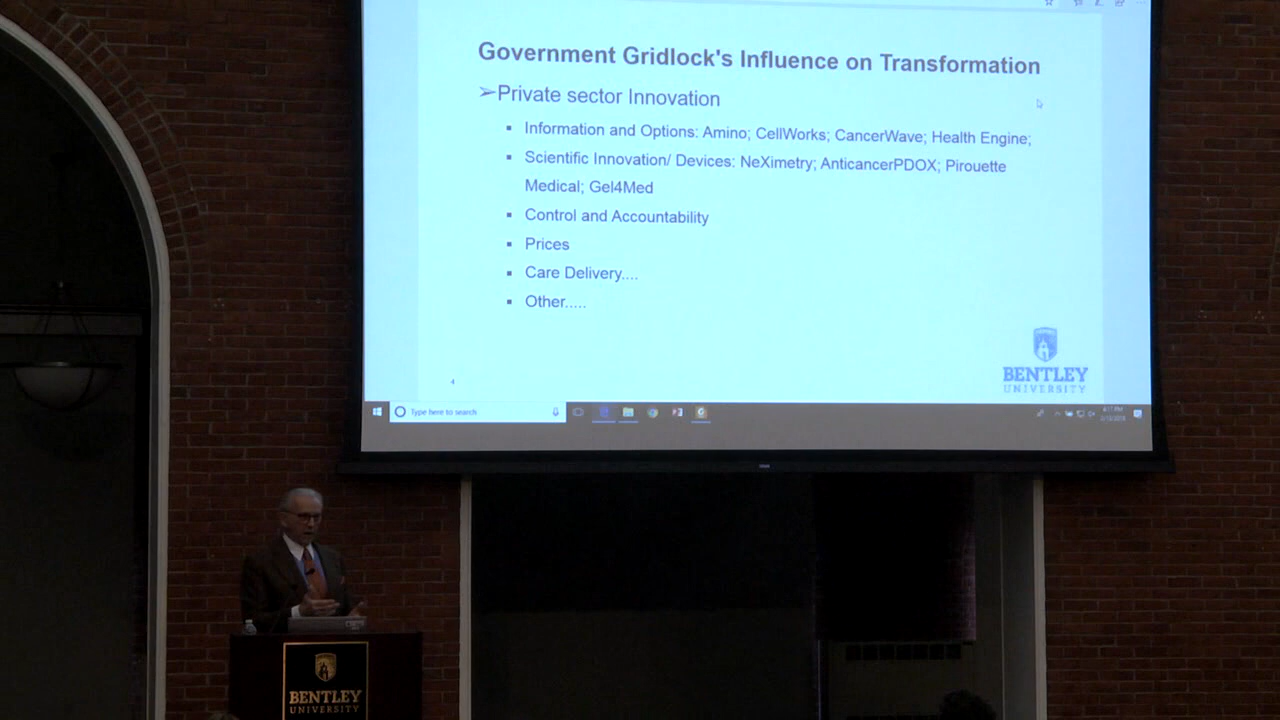 Government Gridlock's Influence on Transformation
➢Private sector Innovation
▪ Information and Options: Amino; CellWorks; CancerWave; Health Engine;
▪ Scientific Innovation/ Devices: NeXimetry; AnticancerPDOX; Pirouette
Medical; Gel4Med
▪ Control and Accountability
▪ Prices
▪ Care Delivery....
▪ Other.....
BENTLEY
UNIVERSITY
4
Type here to search
BENTLEY
UNIVERSITY